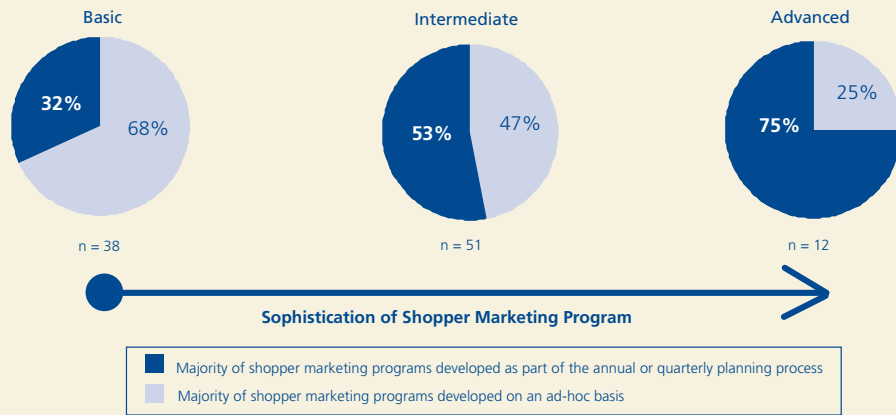 Basic
Intermediate
Advanced
32%
68%
53%
47%
75%
25%
n = 38
n = 51
n = 12
Sophistication of Shopper Marketing Program
Majority of shopper marketing programs developed as part of the annual or quarterly planning process
Majority of shopper marketing programs developed on an ad-hoc basis